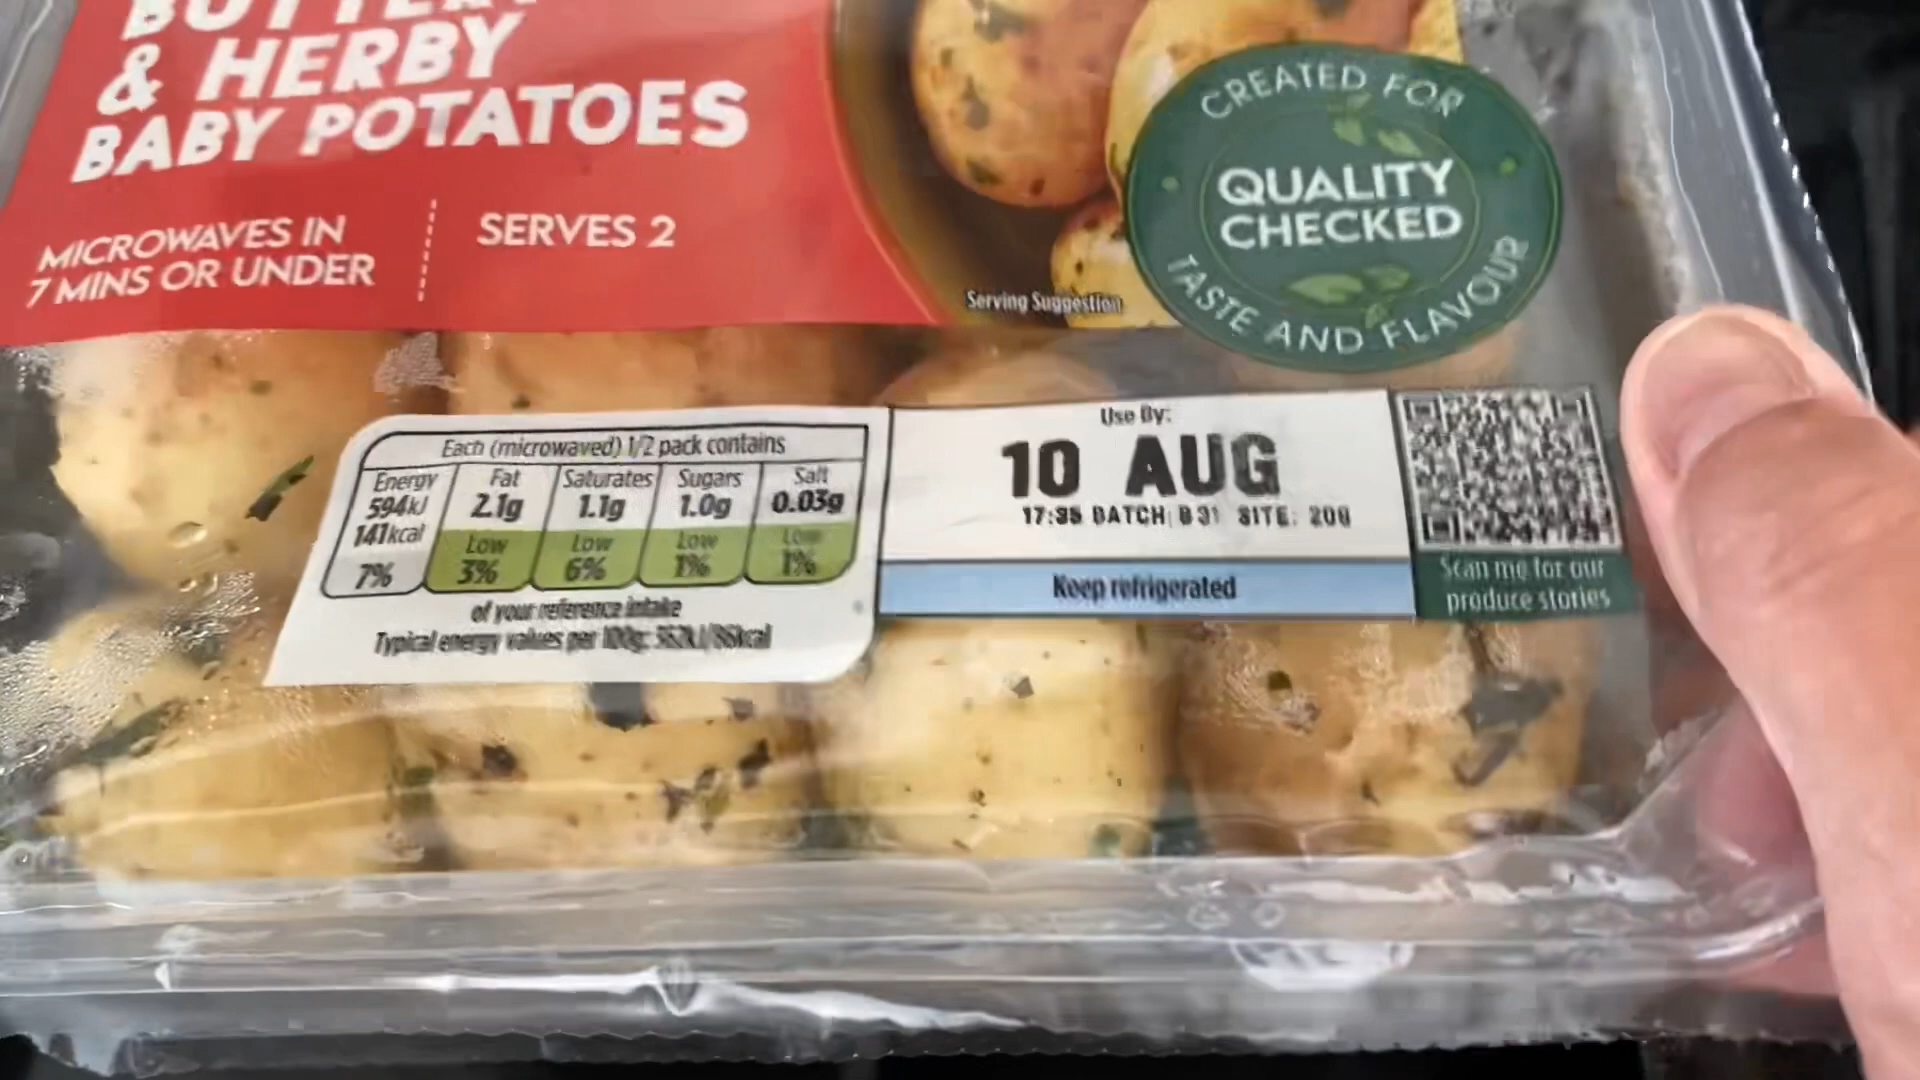 & HERBY
BABY POTATOES
MICROWAVES IN
7 MINS OR UNDER
SERVES 2
Serving Suggestion
CREATED FOR
QUALITY
CHECKED
TASTE AND FLAVOUR
Each (microwaved) 1/2 pack contains
Energy Fat Saturates Sugars Salt
594kJ 2.1g 1.1g 1.0g 0.03g
141kcal Low Low Low Low
7% 3% 6% 1% 1%
of your reference intake
Typical energy values per 100g:
Use By:
10 AUG
17:35 BATCH SITE:
Keep refrigerated
Scan me for our
produce stories